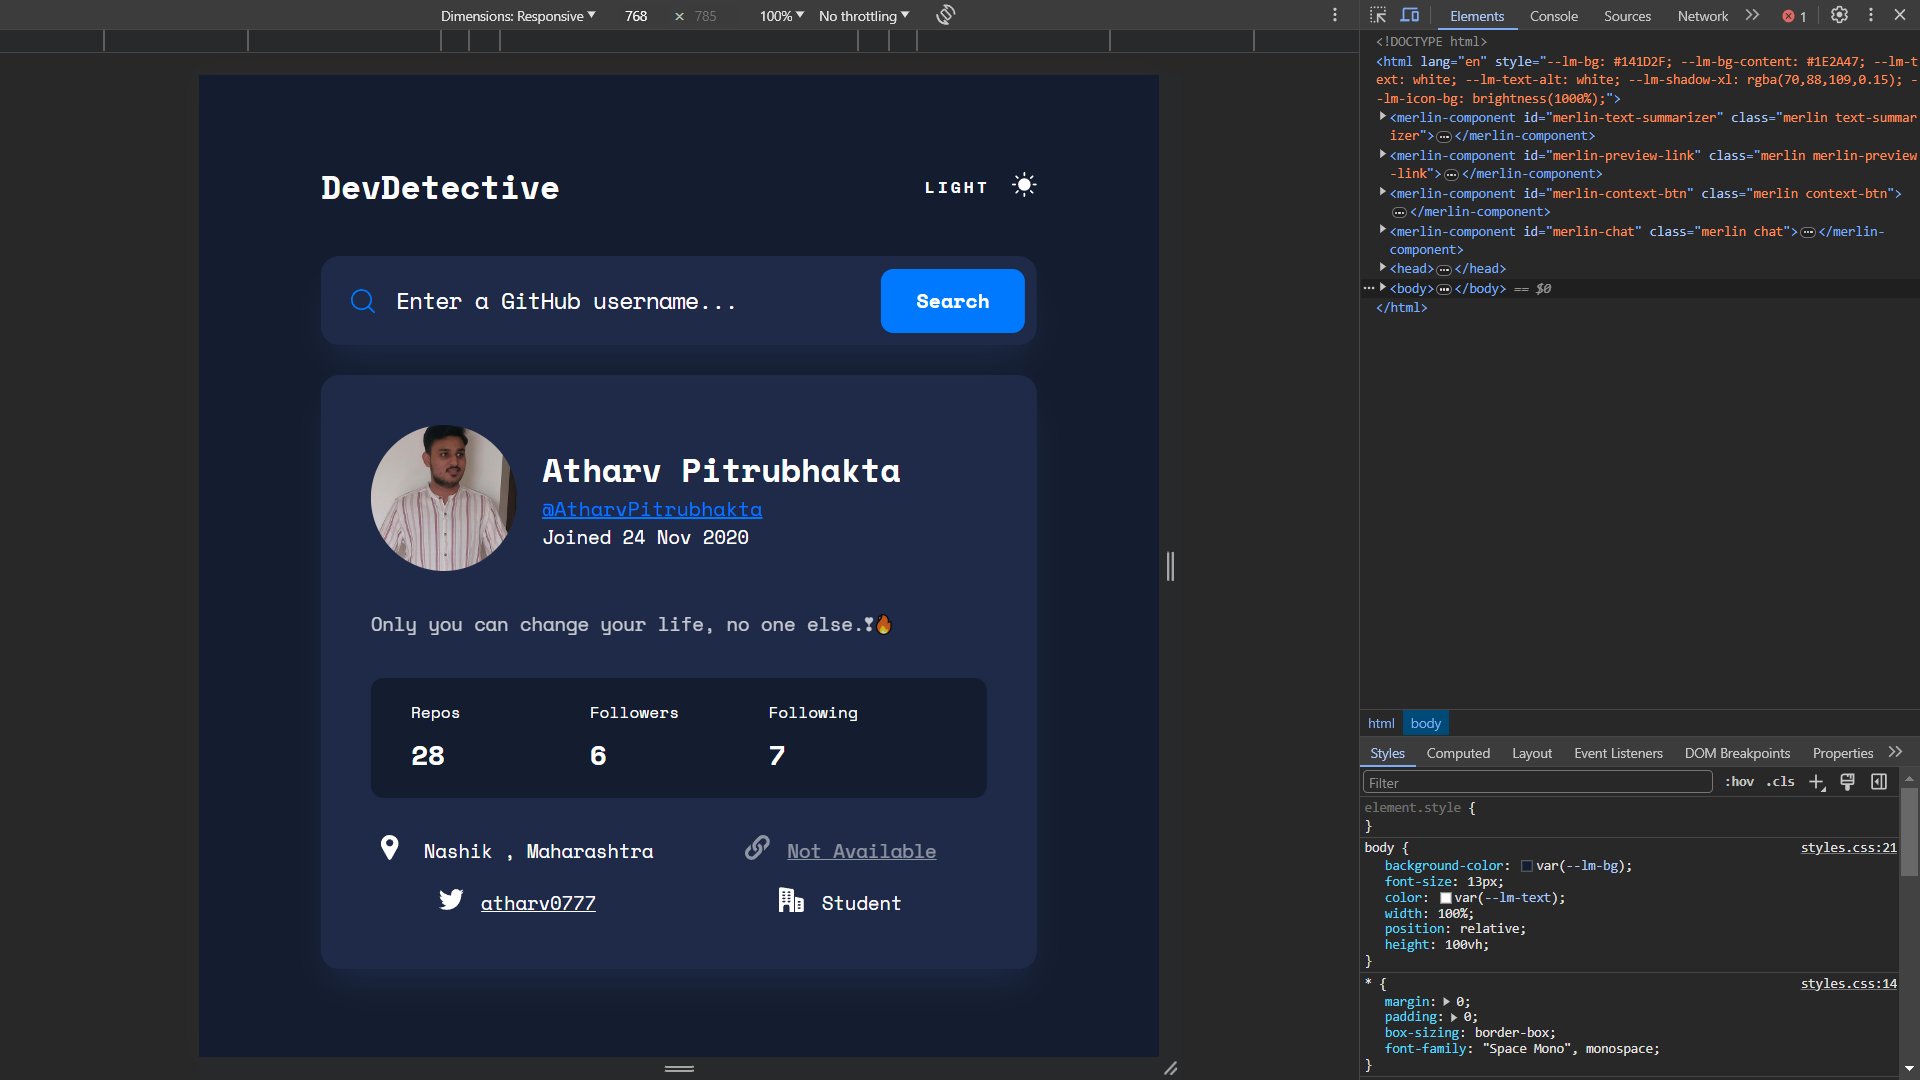 Dimensions: Responsive 768 × 785 100% No throttling
DevDetective
LIGHT
Enter a GitHub username...
Search
Atharv Pitrubhakta
@AtharvPitrubhakta
Joined 24 Nov 2020
Only you can change your life, no one else.❣🔥
Repos Followers Following
28 6 7
Nashik , Maharashtra
Not Available
atharv0777
Student
Elements Console Sources Network 1
<!DOCTYPE html>
<html lang="en" style="--lm-bg: #141D2F; --lm-bg-content: #1E2A47; --lm-t
ext: white; --lm-text-alt: white; --lm-shadow-xl: rgba(70,88,109,0.15); -
-lm-icon-bg: brightness(1000%);">
<merlin-component id="merlin-text-summarizer" class="merlin text-summar
izer">…</merlin-component>
<merlin-component id="merlin-preview-link" class="merlin merlin-preview
-link">…</merlin-component>
<merlin-component id="merlin-context-btn" class="merlin context-btn">
…</merlin-component>
<merlin-component id="merlin-chat" class="merlin chat">…</merlin-
component>
<head>…</head>
<body>…</body> == $0
</html>
html body
Styles Computed Layout Event Listeners DOM Breakpoints Properties
Filter :hov .cls
element.style {
}
body { styles.css:21
background-color: var(--lm-bg);
font-size: 13px;
color: var(--lm-text);
width: 100%;
position: relative;
height: 100vh;
}
* { styles.css:14
margin: 0;
padding: 0;
box-sizing: border-box;
font-family: "Space Mono", monospace;
}